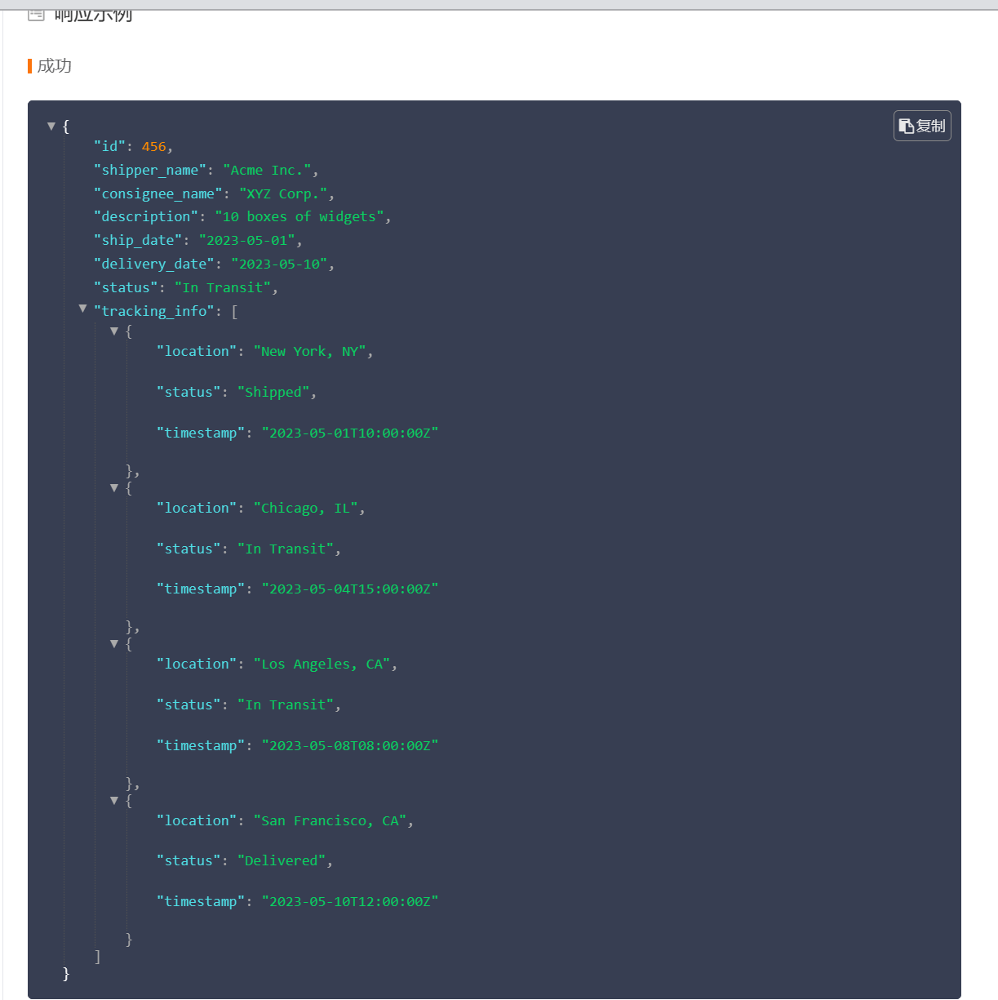 响应示例
成功
复制
{
"id": 456,
"shipper_name": "Acme Inc.",
"consignee_name": "XYZ Corp.",
"description": "10 boxes of widgets",
"ship_date": "2023-05-01",
"delivery_date": "2023-05-10",
"status": "In Transit",
"tracking_info": [
{
"location": "New York, NY",
"status": "Shipped",
"timestamp": "2023-05-01T10:00:00Z"
},
{
"location": "Chicago, IL",
"status": "In Transit",
"timestamp": "2023-05-04T15:00:00Z"
},
{
"location": "Los Angeles, CA",
"status": "In Transit",
"timestamp": "2023-05-08T08:00:00Z"
},
{
"location": "San Francisco, CA",
"status": "Delivered",
"timestamp": "2023-05-10T12:00:00Z"
}
]
}